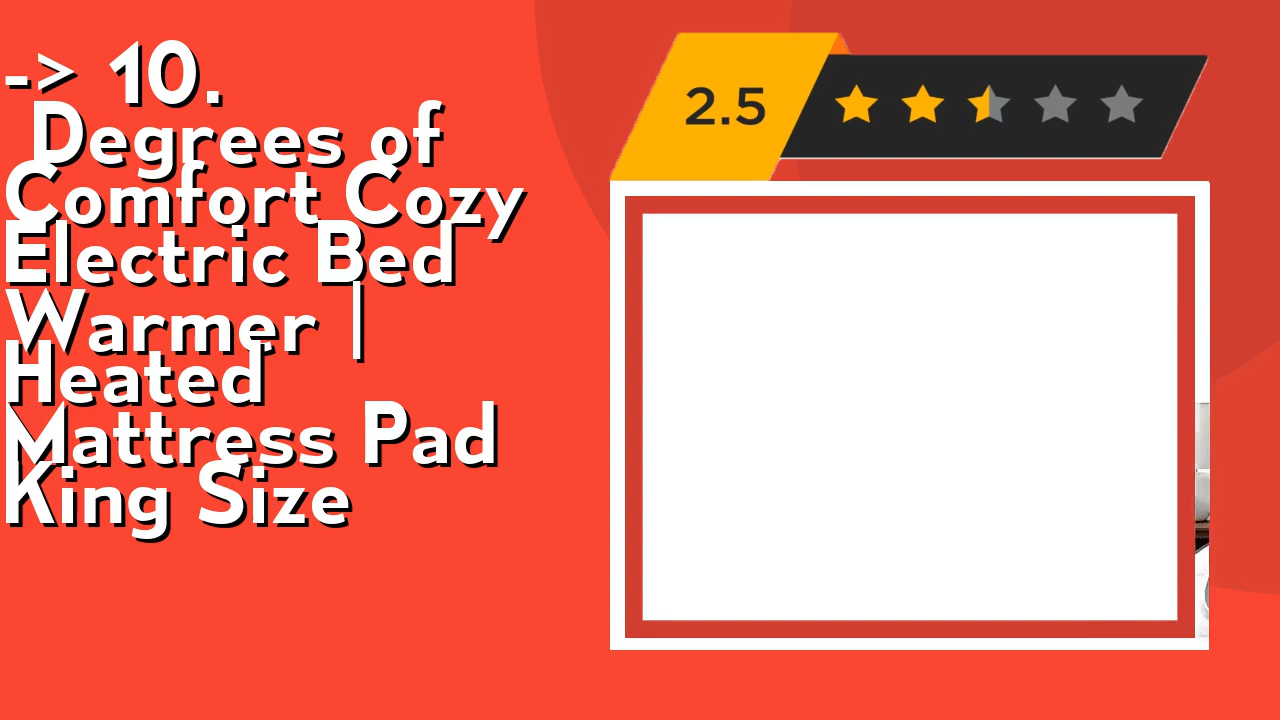 -> 10.
Degrees of
Comfort Cozy
Electric Bed
Warmer |
Heated
Mattress Pad
King Size
2.5